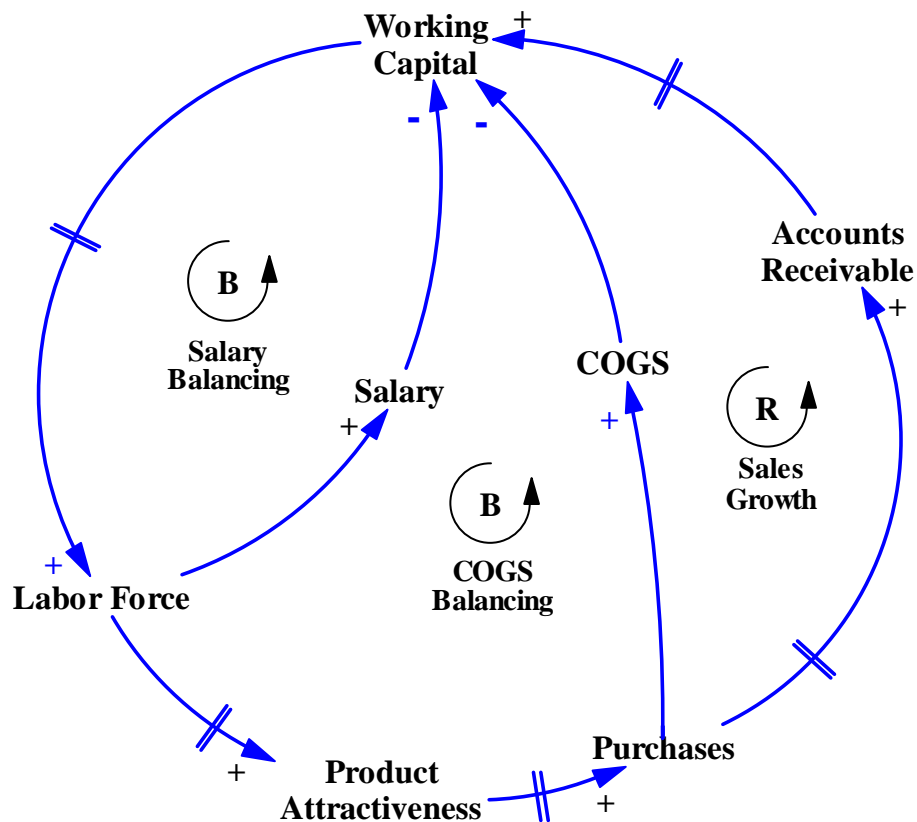 +
Working
Capital
-
-
Accounts
Receivable
+
B
Salary
Balancing
Salary
+
COGS
+
R
Sales
Growth
B
COGS
Balancing
+
Labor Force
+
Product
Attractiveness
Purchases
+